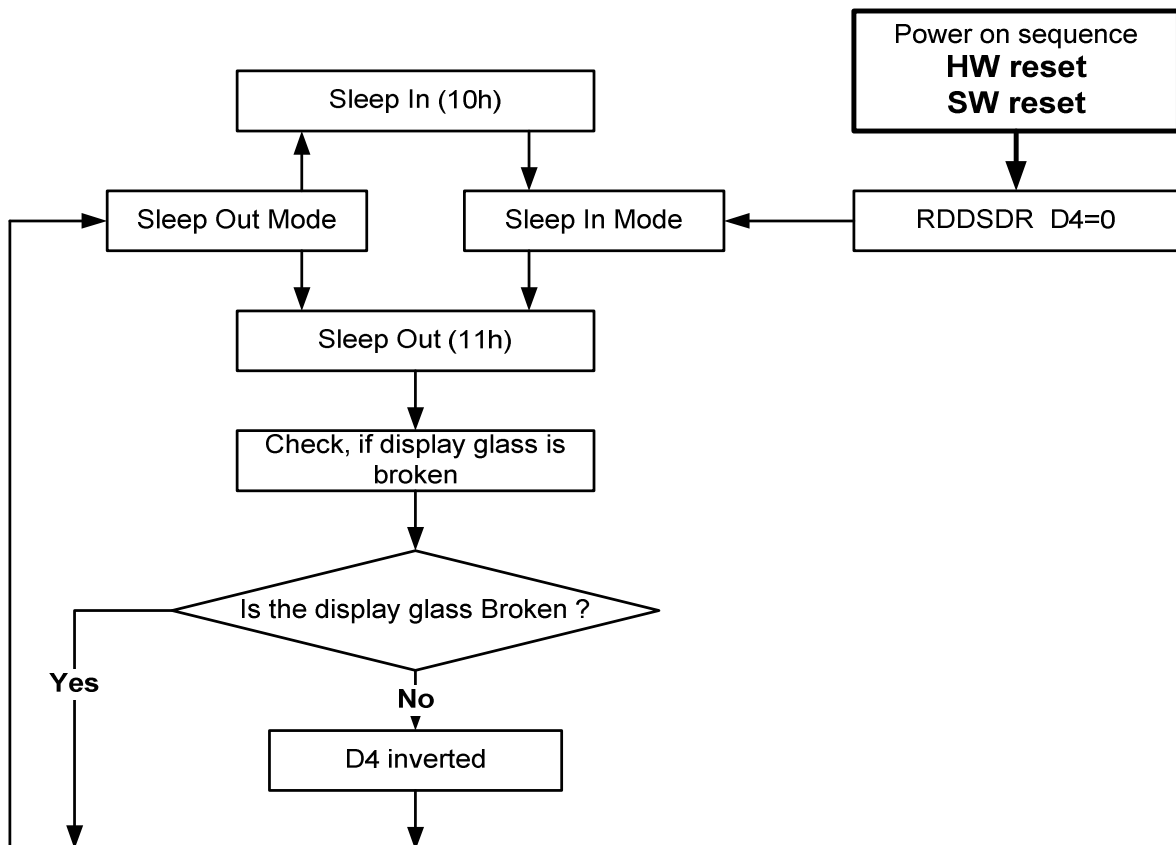 Power on sequence
HW reset
SW reset
Sleep In (10h)
Sleep Out Mode
Sleep In Mode
RDDSDR D4=0
Sleep Out (11h)
Check, if display glass is
broken
Is the display glass Broken ?
Yes
No
D4 inverted